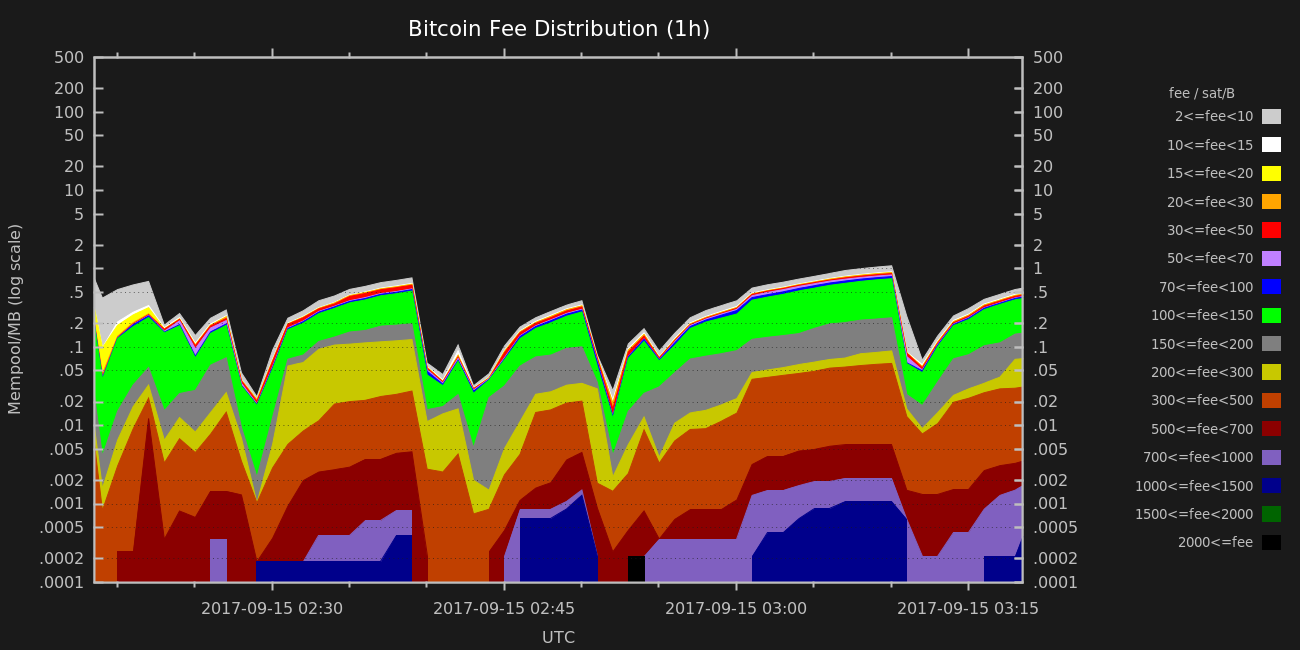 Bitcoin Fee Distribution (1h)
Mempool/MB (log scale)
500
200
100
50
20
10
5
2
1
.5
.2
.1
.05
.02
.01
.005
.002
.001
.0005
.0002
.0001
500
200
100
50
20
10
5
2
1
.5
.2
.1
.05
.02
.01
.005
.002
.001
.0005
.0002
.0001
2017-09-15 02:30
2017-09-15 02:45
2017-09-15 03:00
2017-09-15 03:15
UTC
fee / sat/B
2<=fee<10
10<=fee<15
15<=fee<20
20<=fee<30
30<=fee<50
50<=fee<70
70<=fee<100
100<=fee<150
150<=fee<200
200<=fee<300
300<=fee<500
500<=fee<700
700<=fee<1000
1000<=fee<1500
1500<=fee<2000
2000<=fee